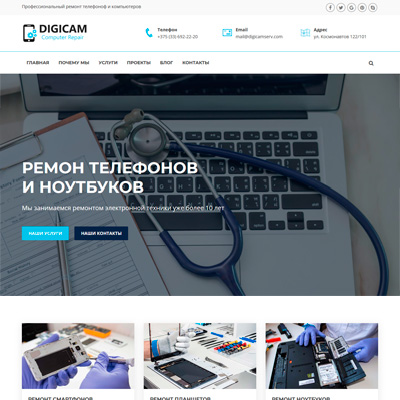 Профессиональный ремонт телефоноф и компьютеров
DIGICAM
Computer Repair
Телефон
+375 (33) 692-22-20
Email
mail@digicamserv.com
Адрес
ул. Космонавтов 122/101
ГЛАВНАЯ ПОЧЕМУ МЫ УСЛУГИ ПРОЕКТЫ БЛОГ КОНТАКТЫ
РЕМОН ТЕЛЕФОНОВ
И НОУТБУКОВ
Мы занимаемся ремонтом электронной техники уже более 10 лет
НАШИ УСЛУГИ НАШИ КОНТАКТЫ
РЕМОНТ СМАРТФОНОВ РЕМОНТ ПЛАНШЕТОВ РЕМОНТ НОУТБУКОВ